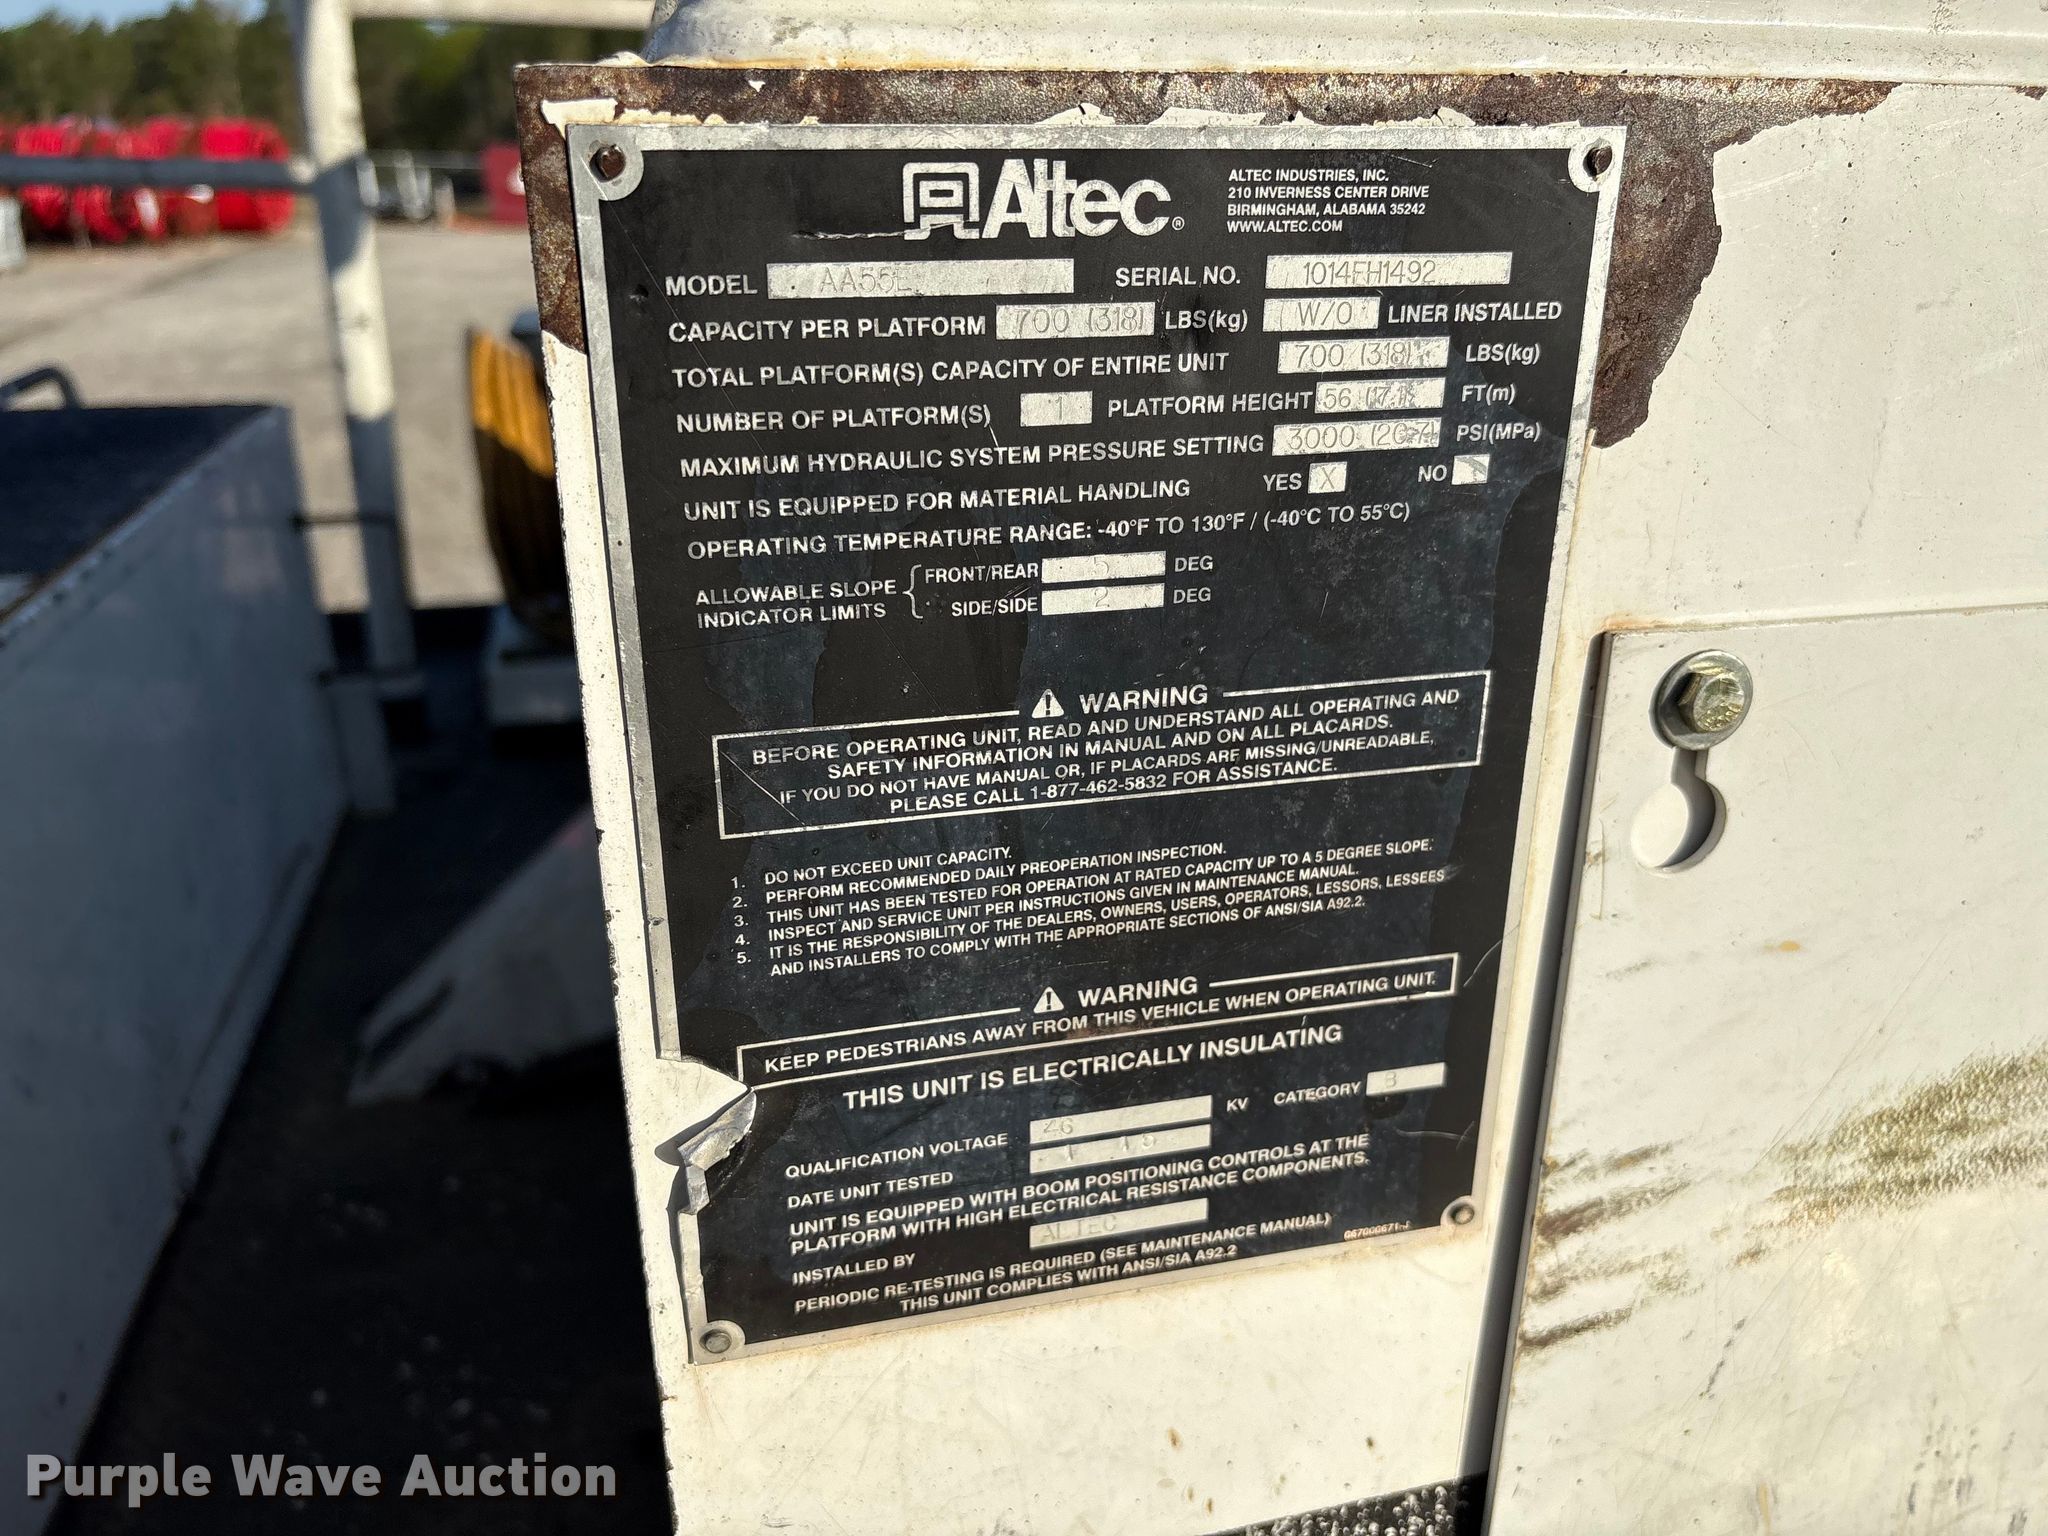 Altec®
ALTEC INDUSTRIES, INC.
210 INVERNESS CENTER DRIVE
BIRMINGHAM, ALABAMA 35242
WWW.ALTEC.COM
MODEL AA55E SERIAL NO. 1014FH1492
CAPACITY PER PLATFORM 700 (318) LBS(kg) W/O LINER INSTALLED
TOTAL PLATFORM(S) CAPACITY OF ENTIRE UNIT 700 (318) LBS(kg)
NUMBER OF PLATFORM(S) 1 PLATFORM HEIGHT 56 (17.1) FT(m)
MAXIMUM HYDRAULIC SYSTEM PRESSURE SETTING 3000 (20.7) PSI(MPa)
UNIT IS EQUIPPED FOR MATERIAL HANDLING YES X NO
OPERATING TEMPERATURE RANGE: -40°F TO 130°F / (-40°C TO 55°C)
ALLOWABLE SLOPE INDICATOR LIMITS
FRONT/REAR 5 DEG
SIDE/SIDE 2 DEG
WARNING
BEFORE OPERATING UNIT, READ AND UNDERSTAND ALL OPERATING AND
SAFETY INFORMATION IN MANUAL AND ON ALL PLACARDS.
IF YOU DO NOT HAVE MANUAL OR, IF PLACARDS ARE MISSING/UNREADABLE,
PLEASE CALL 1-877-462-5832 FOR ASSISTANCE.
1. DO NOT EXCEED UNIT CAPACITY.
2. PERFORM RECOMMENDED DAILY PREOPERATION INSPECTION.
3. THIS UNIT HAS BEEN TESTED FOR OPERATION AT RATED CAPACITY UP TO A 5 DEGREE SLOPE.
4. INSPECT AND SERVICE UNIT PER INSTRUCTIONS GIVEN IN MAINTENANCE MANUAL.
5. IT IS THE RESPONSIBILITY OF THE DEALERS, OWNERS, USERS, OPERATORS, LESSORS, LESSEES
AND INSTALLERS TO COMPLY WITH THE APPROPRIATE SECTIONS OF ANSI/SIA A92.2.
WARNING
KEEP PEDESTRIANS AWAY FROM THIS VEHICLE WHEN OPERATING UNIT.
THIS UNIT IS ELECTRICALLY INSULATING
QUALIFICATION VOLTAGE 46 KV CATEGORY B
DATE UNIT TESTED
UNIT IS EQUIPPED WITH BOOM POSITIONING CONTROLS AT THE
PLATFORM WITH HIGH ELECTRICAL RESISTANCE COMPONENTS.
INSTALLED BY ALTEC
PERIODIC RE-TESTING IS REQUIRED (SEE MAINTENANCE MANUAL)
THIS UNIT COMPLIES WITH ANSI/SIA A92.2
Purple Wave Auction